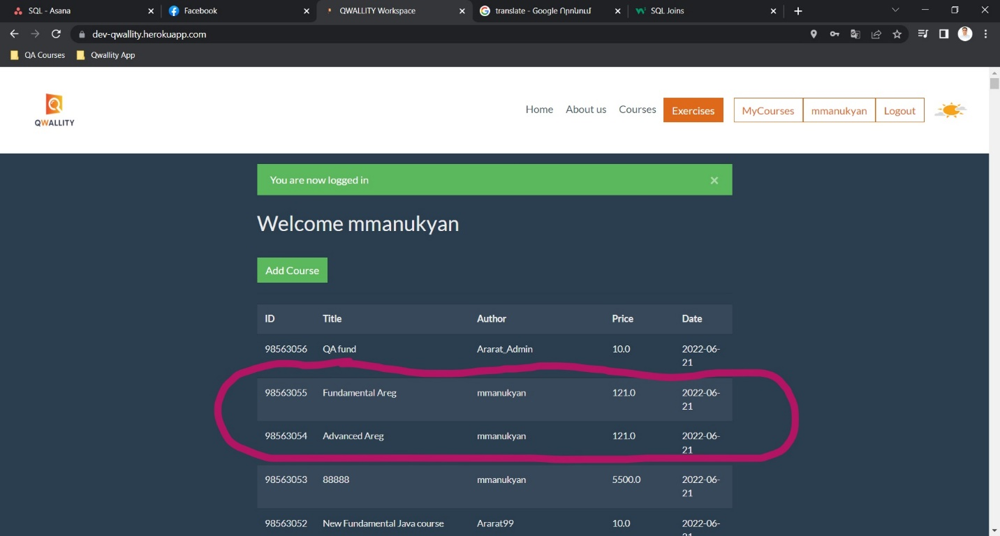 SQL - Asana
Facebook
QWALLITY Workspace
translate - Google Որոնում
SQL Joins
dev-qwallity.herokuapp.com
QA Courses
Qwallity App
QWALLITY
Home
About us
Courses
Exercises
MyCourses
mmanukyan
Logout
You are now logged in
Welcome mmanukyan
Add Course
ID Title Author Price Date
98563056 QA fund Ararat_Admin 10.0 2022-06-
21
98563055 Fundamental Areg mmanukyan 121.0 2022-06-
21
98563054 Advanced Areg mmanukyan 121.0 2022-06-
21
98563053 88888 mmanukyan 5500.0 2022-06-
21
98563052 New Fundamental Java course Ararat99 10.0 2022-06-
21